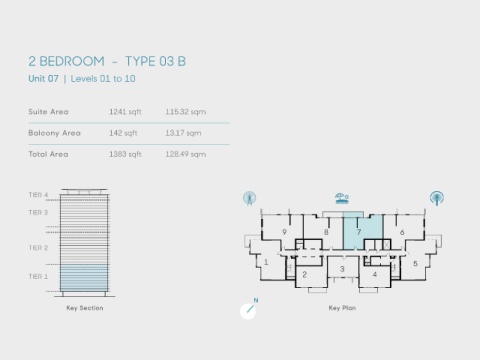 2 BEDROOM - TYPE 03 B
Unit 07 | Levels 01 to 10
Suite Area 1241 sqft 115.32 sqm
Balcony Area 142 sqft 13.17 sqm
Total Area 1383 sqft 128.49 sqm
TIER 4
TIER 3
TIER 2
TIER 1
Key Section
9 8 7 6
1 2 3 4 5
N
Key Plan